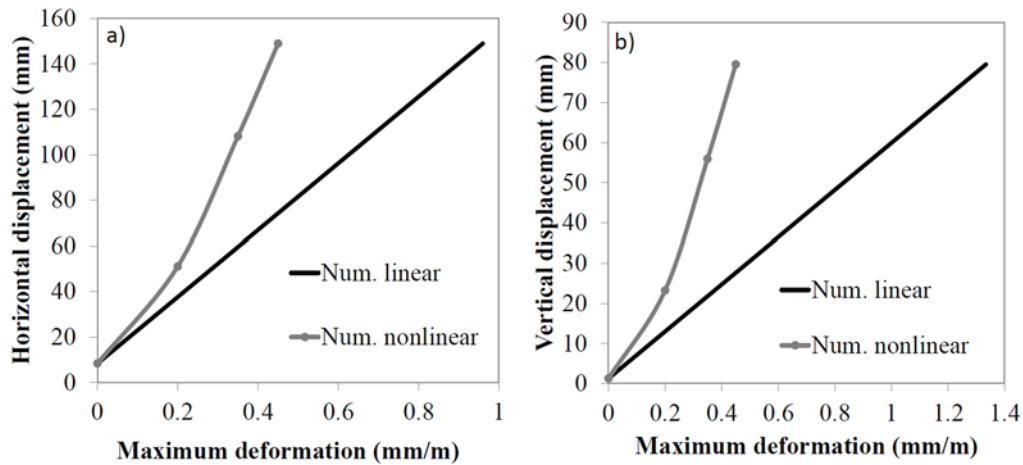 a)
Horizontal displacement (mm)
160
140
120
100
80
60
40
20
0
0 0.2 0.4 0.6 0.8 1
Maximum deformation (mm/m)
Num. linear
Num. nonlinear
b)
Vertical displacement (mm)
90
80
70
60
50
40
30
20
10
0
0 0.2 0.4 0.6 0.8 1 1.2 1.4
Maximum deformation (mm/m)
Num. linear
Num. nonlinear